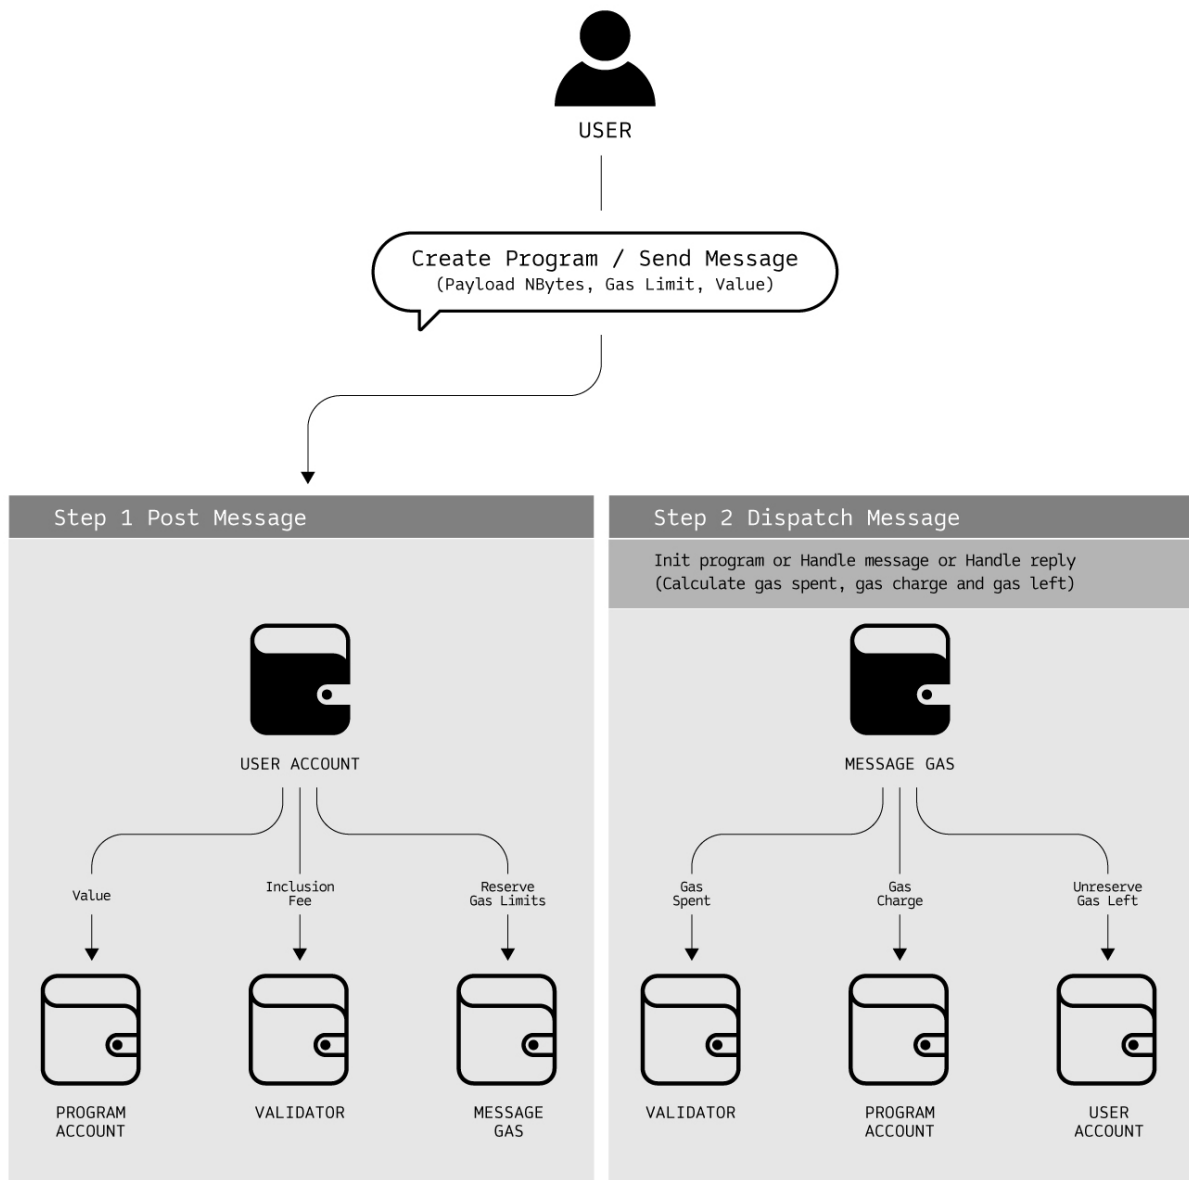 USER
Create Program / Send Message
(Payload NBytes, Gas Limit, Value)
Step 1 Post Message
USER ACCOUNT
Value
Inclusion
Fee
Reserve
Gas Limits
PROGRAM
ACCOUNT
VALIDATOR
MESSAGE
GAS
Step 2 Dispatch Message
Init program or Handle message or Handle reply
(Calculate gas spent, gas charge and gas left)
MESSAGE GAS
Gas
Spent
Gas
Charge
Unreserve
Gas Left
VALIDATOR
PROGRAM
ACCOUNT
USER
ACCOUNT